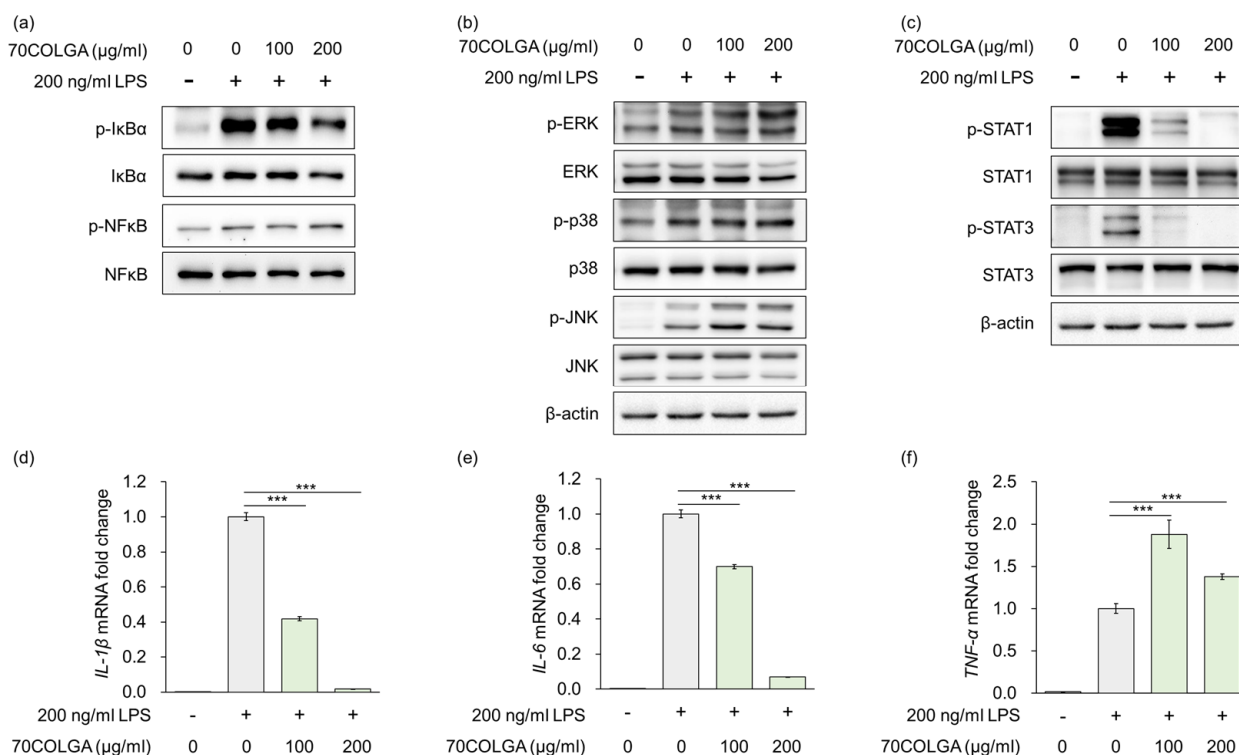 (a)
70COLGA (μg/ml) 0 0 100 200
200 ng/ml LPS - + + +
p-IκBα
IκBα
p-NFκB
NFκB
(b)
70COLGA (μg/ml) 0 0 100 200
200 ng/ml LPS - + + +
p-ERK
ERK
p-p38
p38
p-JNK
JNK
β-actin
(c)
70COLGA (μg/ml) 0 0 100 200
200 ng/ml LPS - + + +
p-STAT1
STAT1
p-STAT3
STAT3
β-actin
(d)
IL-1β mRNA fold change
1.2
1.0
0.8
0.6
0.4
0.2
0.0
***
***
200 ng/ml LPS - + + +
70COLGA (μg/ml) 0 0 100 200
(e)
IL-6 mRNA fold change
1.2
1.0
0.8
0.6
0.4
0.2
0.0
***
***
200 ng/ml LPS - + + +
70COLGA (μg/ml) 0 0 100 200
(f)
TNF-α mRNA fold change
2.5
2.0
1.5
1.0
0.5
0.0
***
***
200 ng/ml LPS - + + +
70COLGA (μg/ml) 0 0 100 200